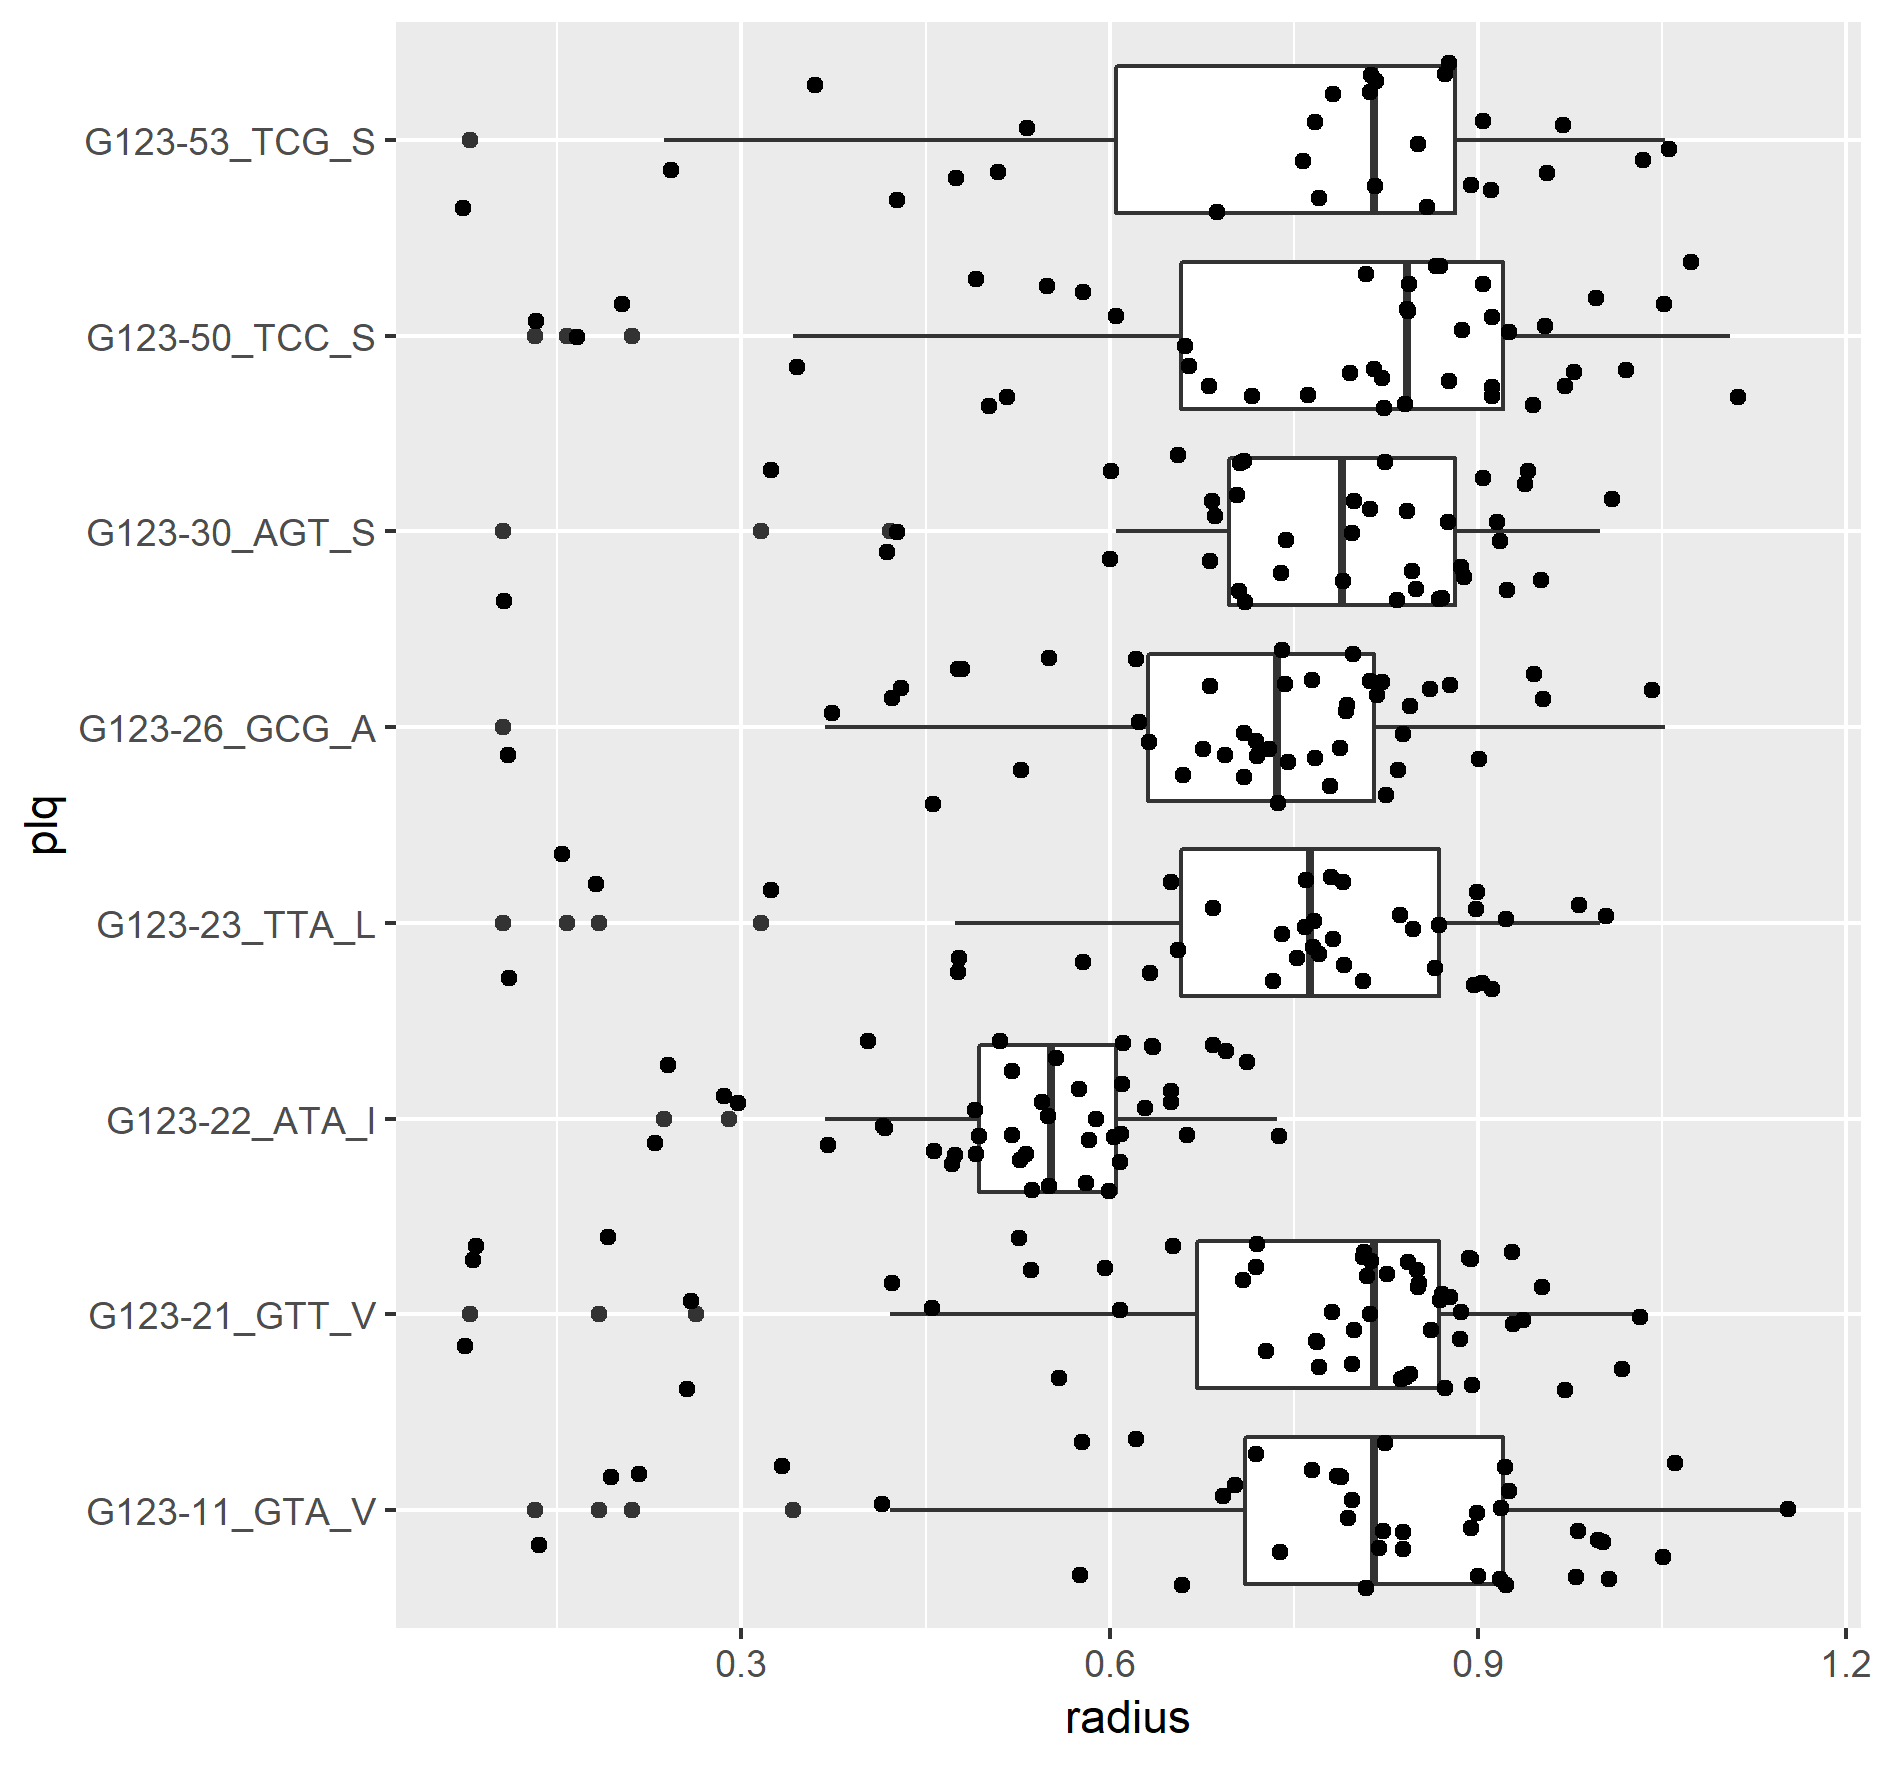 G123-53_TCG_S
G123-50_TCC_S
G123-30_AGT_S
G123-26_GCG_A
G123-23_TTA_L
G123-22_ATA_I
G123-21_GTT_V
G123-11_GTA_V
plq
0.3 0.6 0.9 1.2
radius